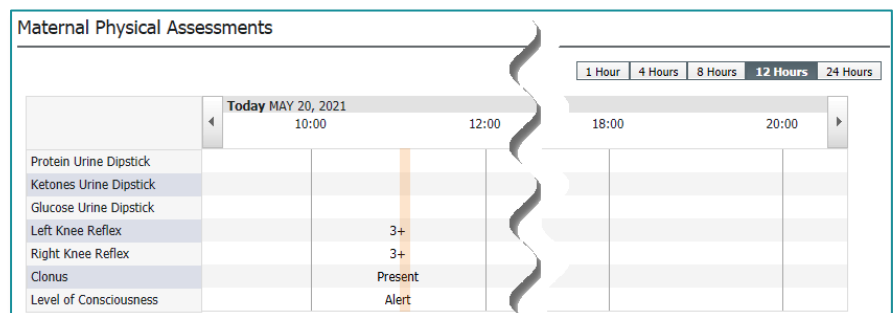 Maternal Physical Assessments
1 Hour 4 Hours 8 Hours 12 Hours 24 Hours
Today MAY 20, 2021
10:00 12:00 18:00 20:00
Protein Urine Dipstick
Ketones Urine Dipstick
Glucose Urine Dipstick
Left Knee Reflex 3+
Right Knee Reflex 3+
Clonus Present
Level of Consciousness Alert